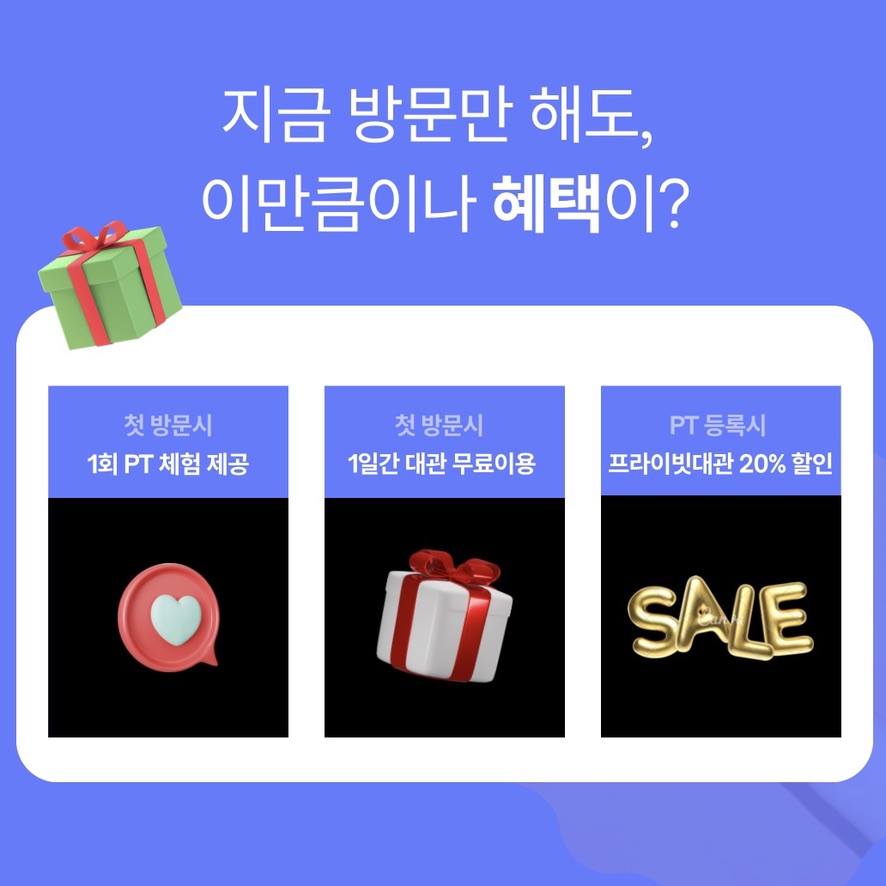 지금 방문만 해도,
이만큼이나 혜택이?
첫 방문시
1회 PT 체험 제공
첫 방문시
1일간 대관 무료이용
PT 등록시
프라이빗대관 20% 할인
SALE